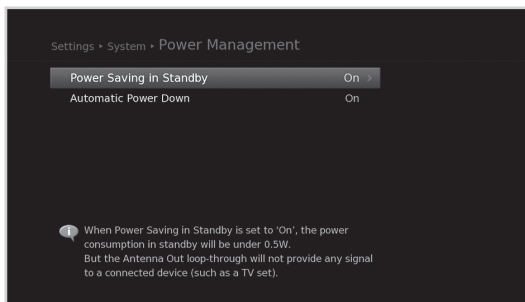 Settings ‣ System ‣ Power Management
Power Saving in Standby On >
Automatic Power Down On
When Power Saving in Standby is set to ‘On’, the power
consumption in standby will be under 0.5W.
But the Antenna Out loop-through will not provide any signal
to a connected device (such as a TV set).